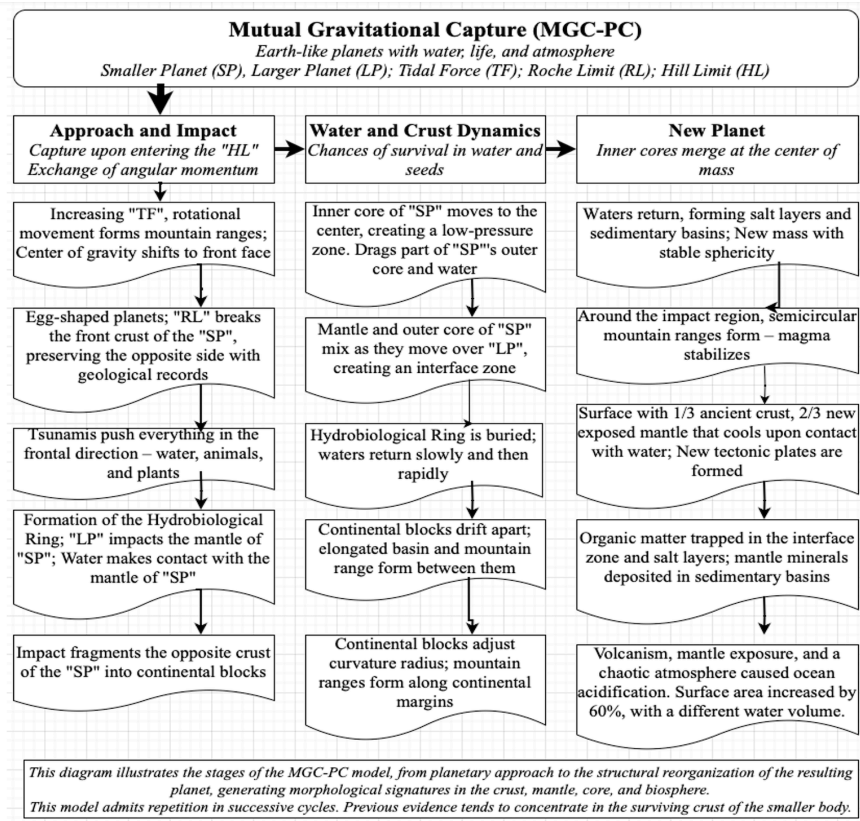 Mutual Gravitational Capture (MGC-PC)
Earth-like planets with water, life, and atmosphere
Smaller Planet (SP), Larger Planet (LP); Tidal Force (TF); Roche Limit (RL); Hill Limit (HL)
Approach and Impact
Capture upon entering the "HL"
Exchange of angular momentum
Increasing "TF", rotational
movement forms mountain ranges;
Center of gravity shifts to front face
Egg-shaped planets; "RL" breaks
the front crust of the "SP",
preserving the opposite side with
geological records
Tsunamis push everything in the
frontal direction – water, animals,
and plants
Formation of the Hydrobiological
Ring; "LP" impacts the mantle of
"SP"; Water makes contact with the
mantle of "SP"
Impact fragments the opposite crust
of the "SP" into continental blocks
Water and Crust Dynamics
Chances of survival in water and
seeds
Inner core of "SP" moves to the
center, creating a low-pressure
zone. Drags part of "SP"'s outer
core and water
Mantle and outer core of "SP"
mix as they move over "LP",
creating an interface zone
Hydrobiological Ring is buried;
waters return slowly and then
rapidly
Continental blocks drift apart;
elongated basin and mountain
range form between them
Continental blocks adjust
curvature radius; mountain
ranges form along continental
margins
New Planet
Inner cores merge at the center of
mass
Waters return, forming salt layers and
sedimentary basins; New mass with
stable sphericity
Around the impact region, semicircular
mountain ranges form – magma
stabilizes
Surface with 1/3 ancient crust, 2/3 new
exposed mantle that cools upon contact
with water; New tectonic plates are
formed
Organic matter trapped in the interface
zone and salt layers; mantle minerals
deposited in sedimentary basins
Volcanism, mantle exposure, and a
chaotic atmosphere caused ocean
acidification. Surface area increased by
60%, with a different water volume.
This diagram illustrates the stages of the MGC-PC model, from planetary approach to the structural reorganization of the resulting
planet, generating morphological signatures in the crust, mantle, core, and biosphere.
This model admits repetition in successive cycles. Previous evidence tends to concentrate in the surviving crust of the smaller body.